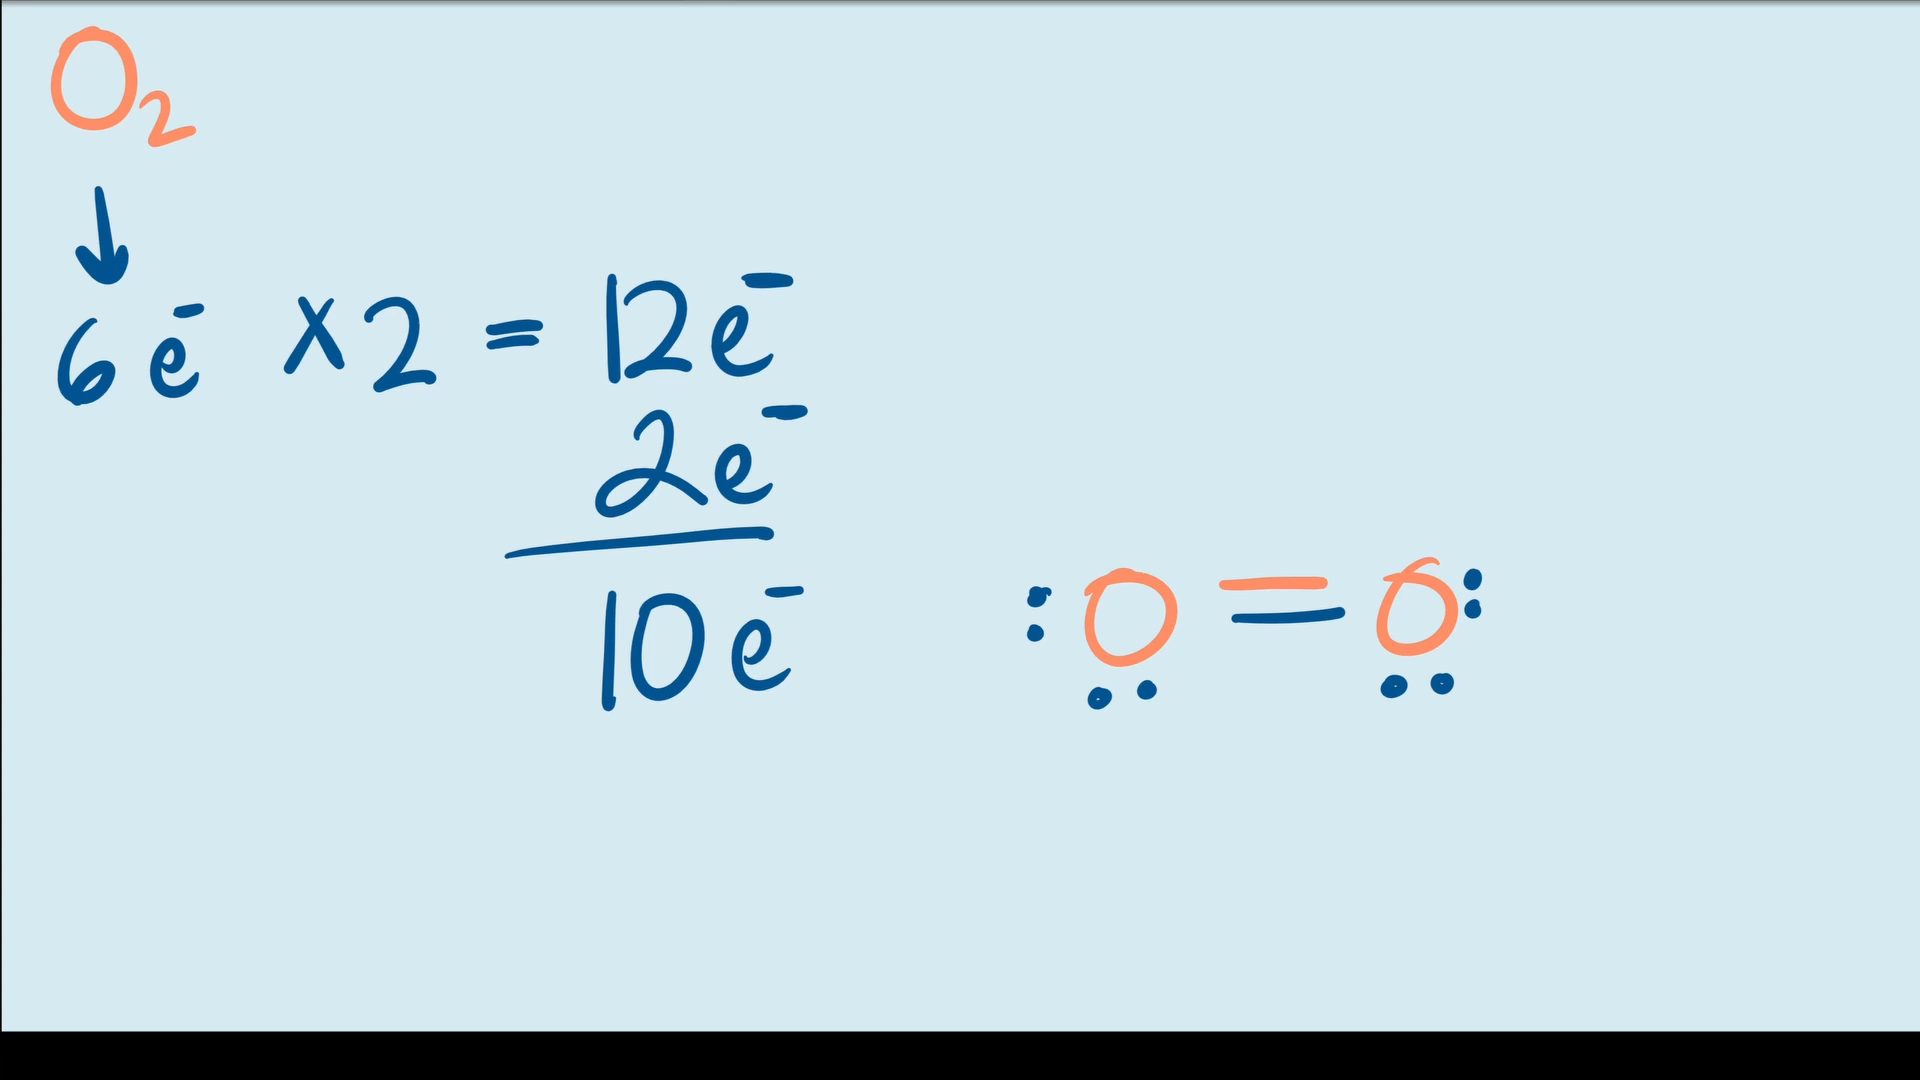 O₂
↓
6e⁻ x2 = 12e⁻
2e⁻
10e⁻
:O=O:
.. ..